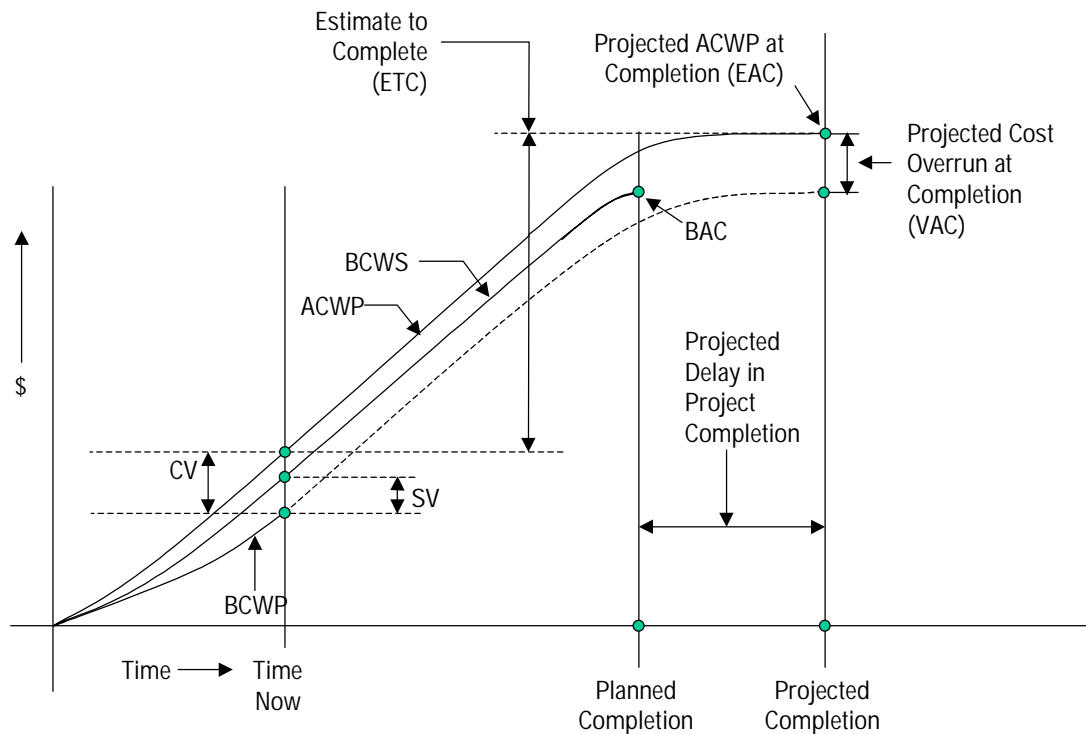 Estimate to
Complete
(ETC)
Projected ACWP at
Completion (EAC)
Projected Cost
Overrun at
Completion
(VAC)
BAC
BCWS
ACWP
$
Projected
Delay in
Project
Completion
CV
SV
BCWP
Time
Time
Now
Planned
Completion
Projected
Completion